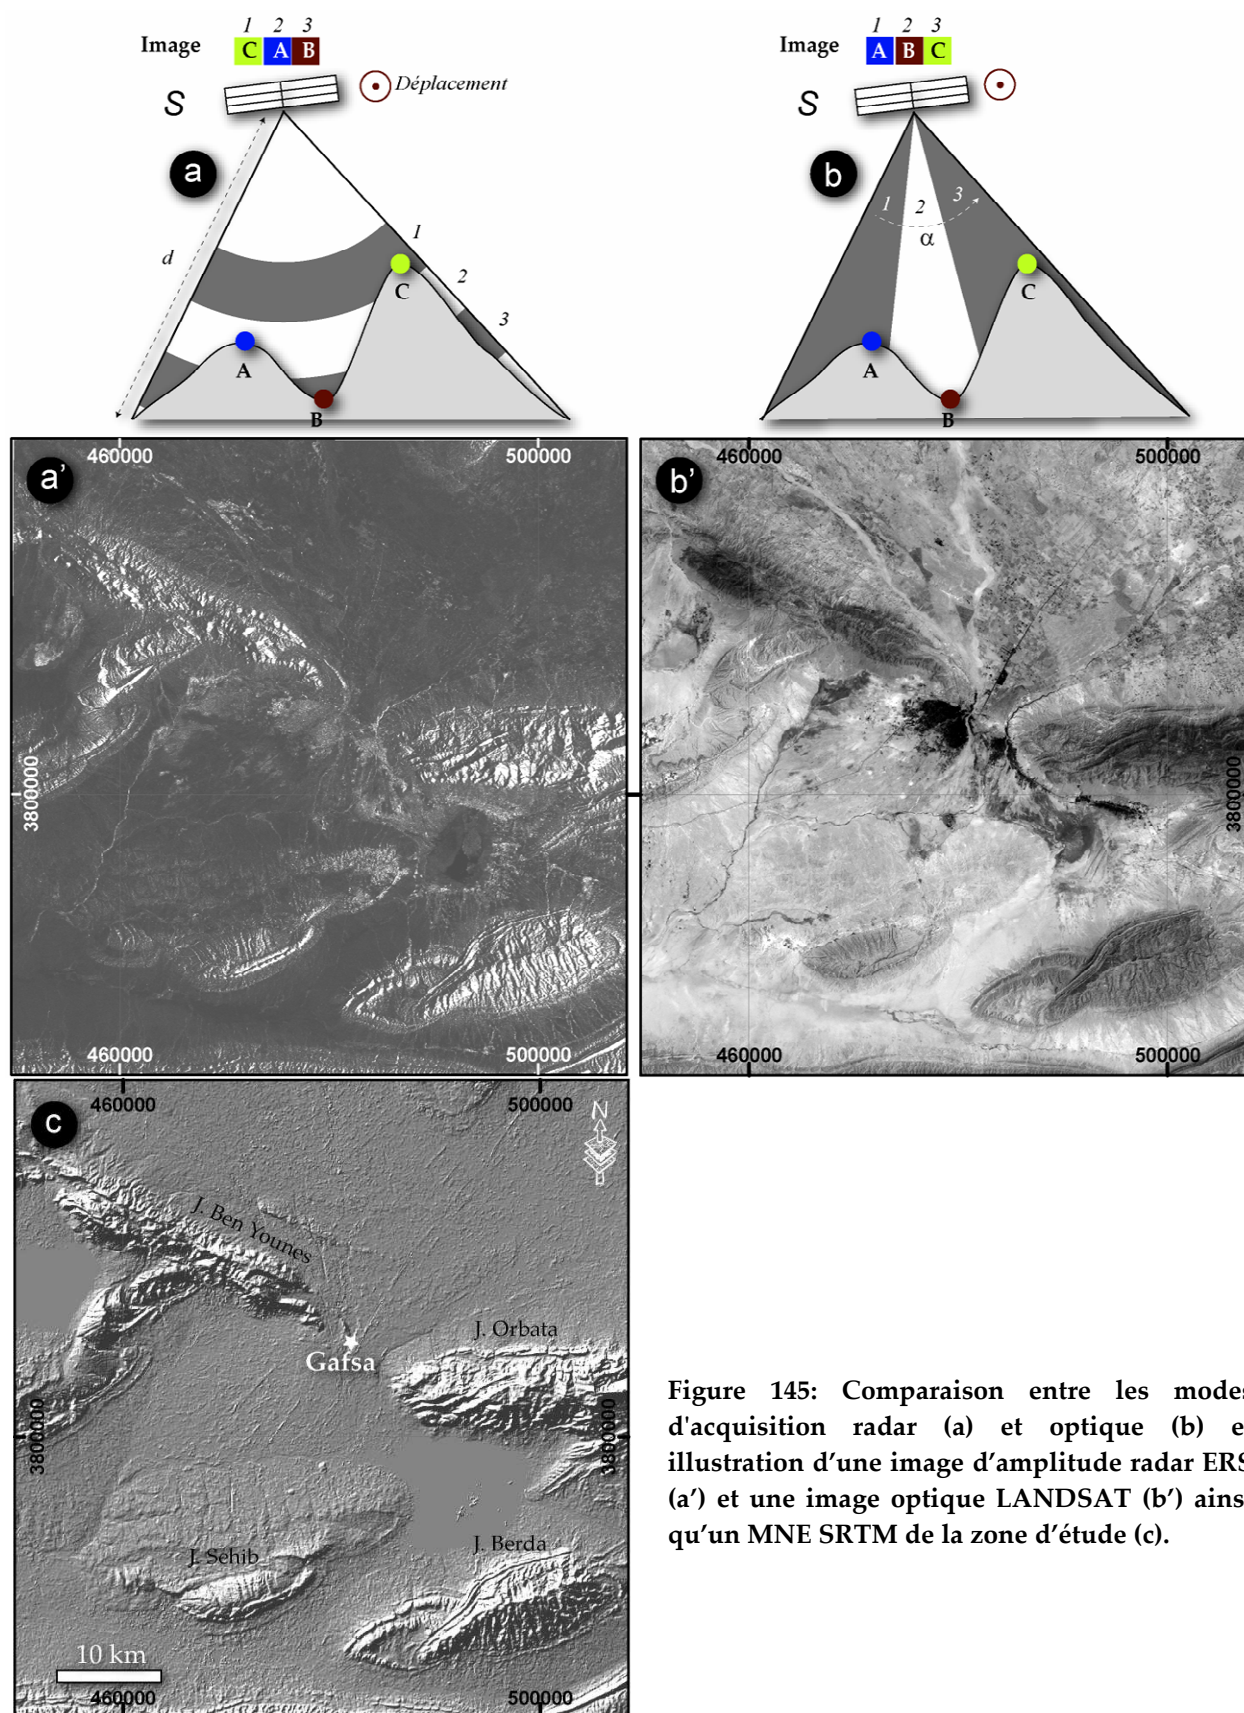 1 2 3
Image C A B
S
Déplacement
a
d
1
2
3
A
B
C
1 2 3
Image A B C
S
b
1
2
3
α
A
B
C
a’
460000
500000
3800000
460000
500000
b’
460000
500000
3800000
460000
500000
c
460000
500000
N
J. Ben Younes
J. Orbata
Gafsa
3800000
3800000
J. Séhib
J. Berda
10 km
460000
500000
Figure 145: Comparaison entre les modes
d'acquisition radar (a) et optique (b) e
illustration d’une image d’amplitude radar ERS
(a’) et une image optique LANDSAT (b’) ains
qu’un MNE SRTM de la zone d’étude (c).